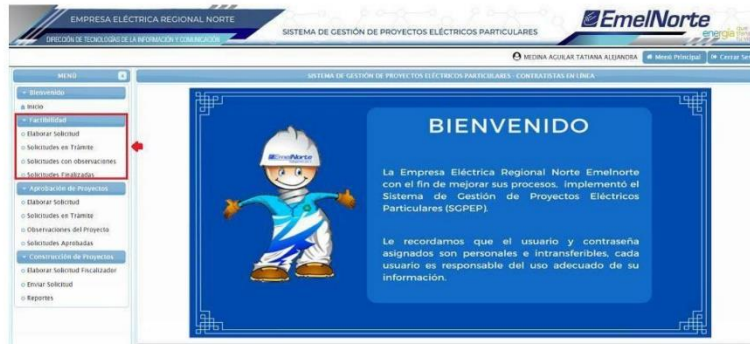 EMPRESA ELÉCTRICA REGIONAL NORTE
DIRECCIÓN DE TECNOLOGÍAS DE LA INFORMACIÓN Y COMUNICACIÓN
SISTEMA DE GESTIÓN DE PROYECTOS ELÉCTRICOS PARTICULARES
EmelNorte
energía
MEDINA AGUILAR TATIANA ALEJANDRA
Menú Principal
Cerrar Ses
MENÚ
SISTEMA DE GESTIÓN DE PROYECTOS ELÉCTRICOS PARTICULARES - CONTRATISTAS EN LÍNEA
Bienvenido
Inicio
Factibilidad
Elaborar Solicitud
Solicitudes en Trámite
Solicitudes con observaciones
Solicitudes Finalizadas
Aprobación de Proyectos
Elaborar Solicitud
Solicitudes en Trámite
Observaciones del Proyecto
Solicitudes Aprobadas
Construcción de Proyectos
Elaborar Solicitud Fiscalizador
Enviar Solicitud
Reportes
EmelNorte
BIENVENIDO
La Empresa Eléctrica Regional Norte Emelnorte
con el fin de mejorar sus procesos, implementó el
Sistema de Gestión de Proyectos Eléctricos
Particulares (SGPEP).
Le recordamos que el usuario y contraseña
asignados son personales e intransferibles, cada
usuario es responsable del uso adecuado de su
información.